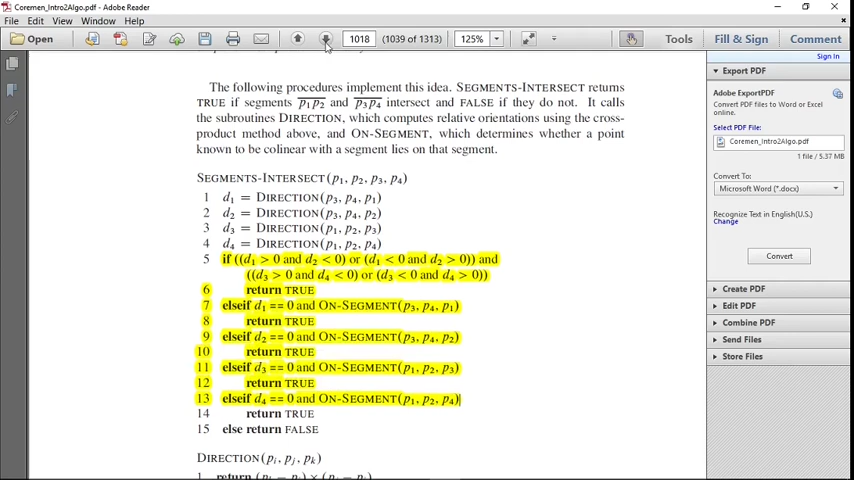 Coremen_Intro2Algo.pdf - Adobe Reader
File Edit View Window Help
Open
1018 (1039 of 1313) 125%
Tools Fill & Sign Comment
Sign In
The following procedures implement this idea. SEGMENTS-INTERSECT returns
TRUE if segments p1p2 and p3p4 intersect and FALSE if they do not. It calls
the subroutines DIRECTION, which computes relative orientations using the cross-
product method above, and ON-SEGMENT, which determines whether a point
known to be colinear with a segment lies on that segment.
SEGMENTS-INTERSECT(p1, p2, p3, p4)
1 d1 = DIRECTION(p3, p4, p1)
2 d2 = DIRECTION(p3, p4, p2)
3 d3 = DIRECTION(p1, p2, p3)
4 d4 = DIRECTION(p1, p2, p4)
5 if ((d1 > 0 and d2 < 0) or (d1 < 0 and d2 > 0)) and
((d3 > 0 and d4 < 0) or (d3 < 0 and d4 > 0))
6 return TRUE
7 elseif d1 == 0 and ON-SEGMENT(p3, p4, p1)
8 return TRUE
9 elseif d2 == 0 and ON-SEGMENT(p3, p4, p2)
10 return TRUE
11 elseif d3 == 0 and ON-SEGMENT(p1, p2, p3)
12 return TRUE
13 elseif d4 == 0 and ON-SEGMENT(p1, p2, p4)
14 return TRUE
15 else return FALSE
DIRECTION(pi, pj, pk)
1 return
Export PDF
Adobe ExportPDF
Convert PDF files to Word or Excel
online.
Select PDF File:
Coremen_Intro2Algo.pdf
1 file / 5.37 MB
Convert To:
Microsoft Word (*.docx)
Recognize Text in English(U.S.)
Change
Convert
Create PDF
Edit PDF
Combine PDF
Send Files
Store Files